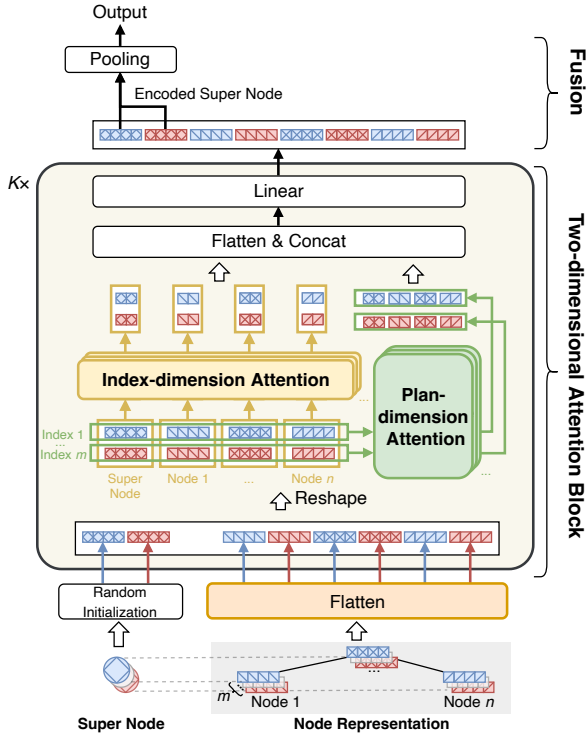 Output
Pooling
Encoded Super Node
Fusion
K×
Linear
Flatten & Concat
Two-dimensional Attention Block
Index-dimension Attention
...
Plan-
dimension
Attention
...
Index 1
...
Index m
Super
Node
Node 1
...
Node n
Reshape
Random
Initialization
Flatten
...
m
Node 1
Node n
Super Node
Node Representation